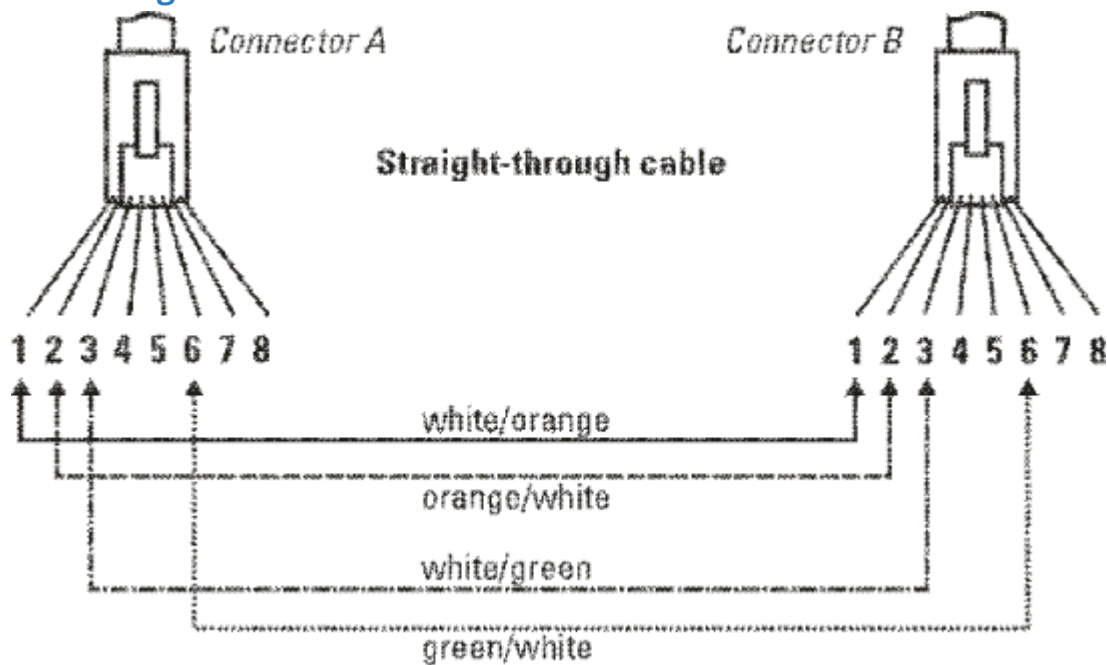 Connector A
Connector B
Straight-through cable
1 2 3 4 5 6 7 8
1 2 3 4 5 6 7 8
white/orange
orange/white
white/green
green/white